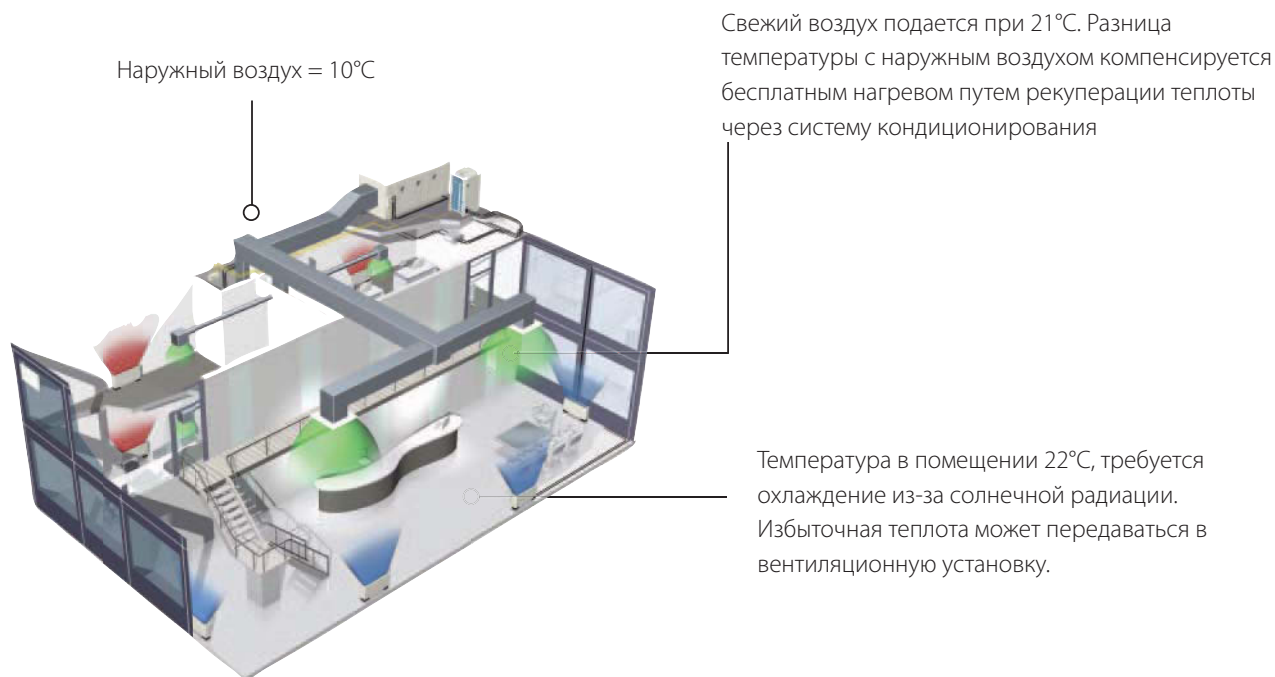 Свежий воздух подается при 21°C. Разница
температуры с наружным воздухом компенсируется
бесплатным нагревом путем рекуперации теплоты
через систему кондиционирования
Наружный воздух = 10°C
Температура в помещении 22°C, требуется
охлаждение из-за солнечной радиации.
Избыточная теплота может передаваться в
вентиляционную установку.